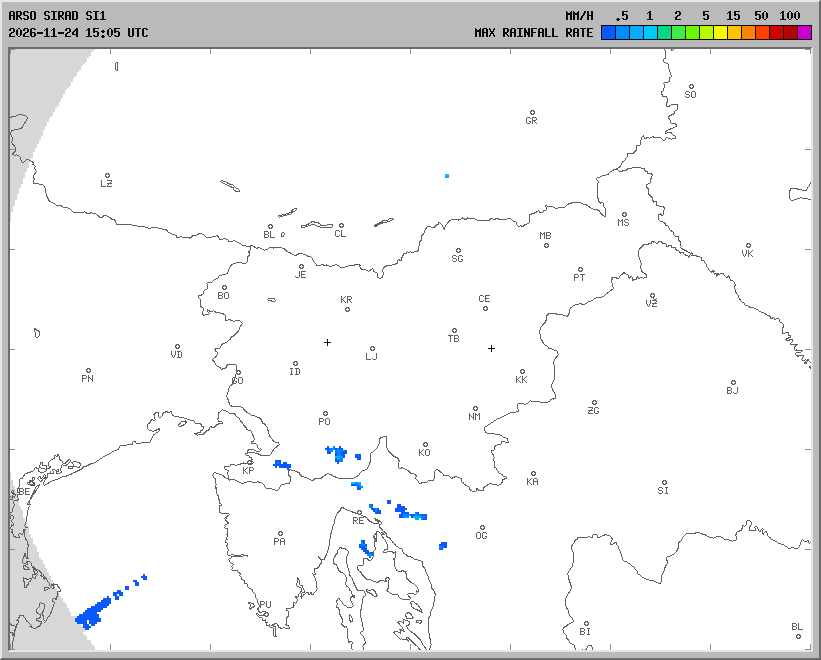 ARSO SIRAD SI1
2026-11-24 15:05 UTC
MM/H .5 1 2 5 15 50 100
MAX RAINFALL RATE
SO
GR
LZ
MS
BL
CL
MB
VK
SG
JE
PT
BO
KR
CE
VŽ
TB
VD
LJ
ID
GO
PN
KK
BJ
NM
ZG
PO
KO
KP
KA
SI
BE
RE
OG
PA
PU
BI
BL